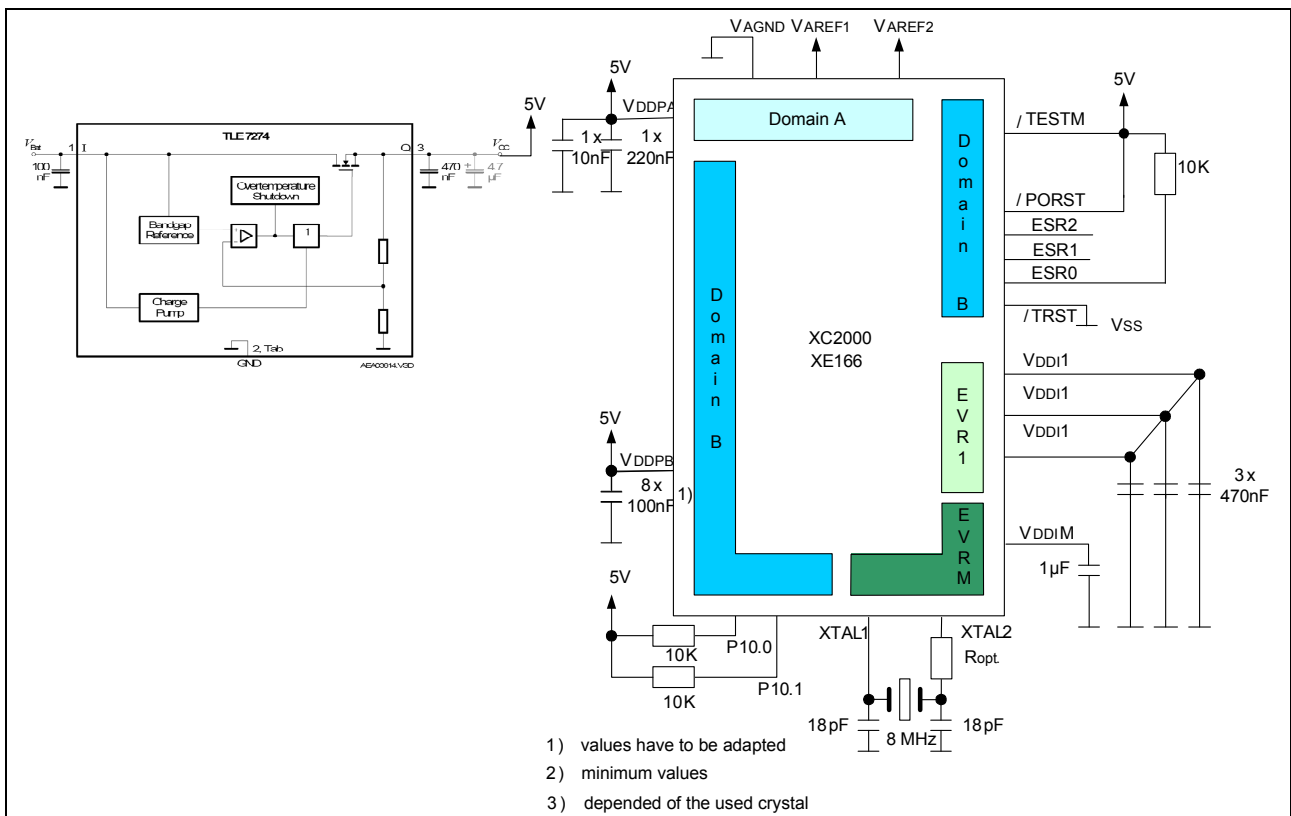 VAGND VAREF1 VAREF2
5V
5V
5V
TLE7274
VBat
1 I
Q 3
VCC
100
nF
470
nF
+ 47
µF
Overtemperature
Shutdown
Bandgap
Reference
1
Charge
Pump
2, Tab
GND
AEA03014.VSD
VDDPA
1 x
10nF
1 x
220nF
Domain A
Domain B
Domain B
/ TESTM
10K
/PORST
ESR2
ESR1
ESR0
/TRST
VSS
XC2000
XE166
VDDI1
VDDI1
VDDI1
EVR1
3 x
470nF
5V
VDDPB
8 x
100nF
1)
EVRM
VDDIM
1µF
5V
10K
P10.0
10K
P10.1
XTAL1
XTAL2
Ropt.
18pF
8 MHz
18pF
1) values have to be adapted
2) minimum values
3) depended of the used crystal